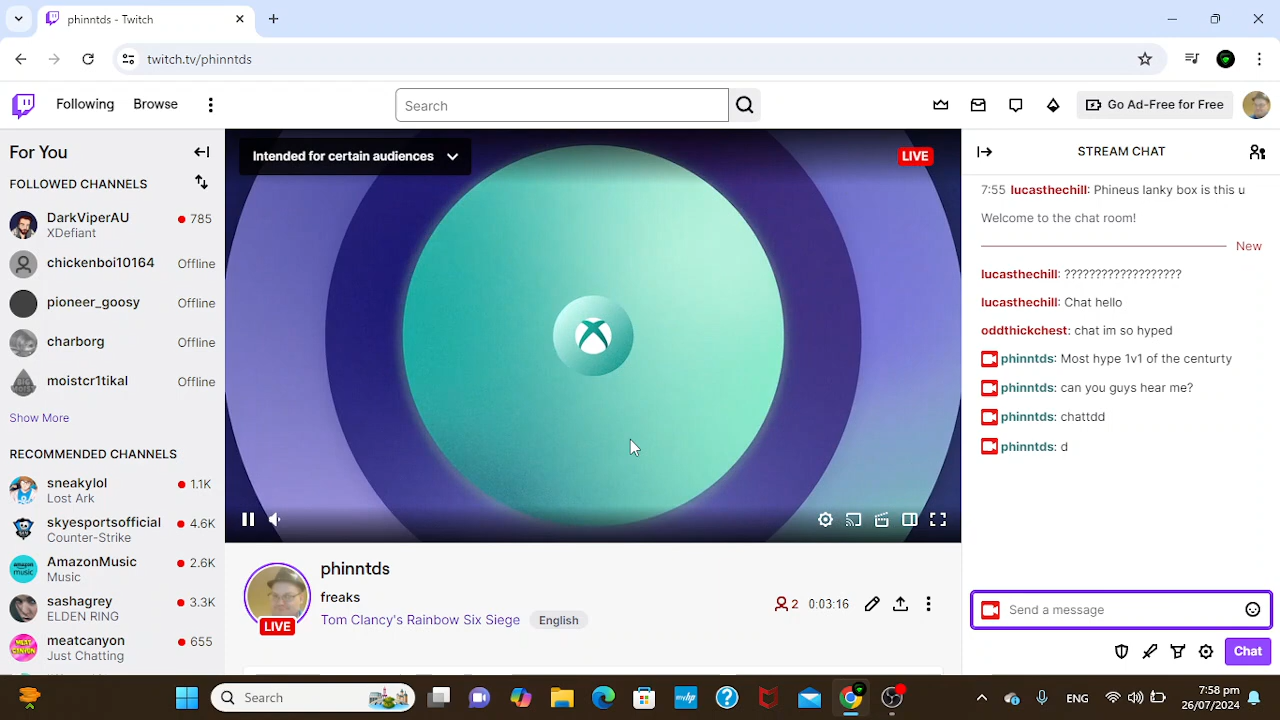 phinntds - Twitch
twitch.tv/phinntds
Following
Browse
Search
Go Ad-Free for Free
For You
FOLLOWED CHANNELS
DarkViperAU
785
XDefiant
chickenboi10164
Offline
pioneer_goosy
Offline
charborg
Offline
moistcr1tikal
Offline
Show More
RECOMMENDED CHANNELS
sneakylol
1.1K
Lost Ark
skyesportsofficial
4.6K
Counter-Strike
AmazonMusic
2.6K
Music
sashagrey
3.3K
ELDEN RING
meatcanyon
655
Just Chatting
Intended for certain audiences
LIVE
phinntds
freaks
Tom Clancy's Rainbow Six Siege
English
LIVE
2
0:03:16
STREAM CHAT
7:55 lucasthechill: Phineus lanky box is this u
Welcome to the chat room!
New
lucasthechill: ???????????????????
lucasthechill: Chat hello
oddthickchest: chat im so hyped
phinntds: Most hype 1v1 of the centurty
phinntds: can you guys hear me?
phinntds: chattdd
phinntds: d
Send a message
Chat
Search
ENG
7:58 pm
26/07/2024